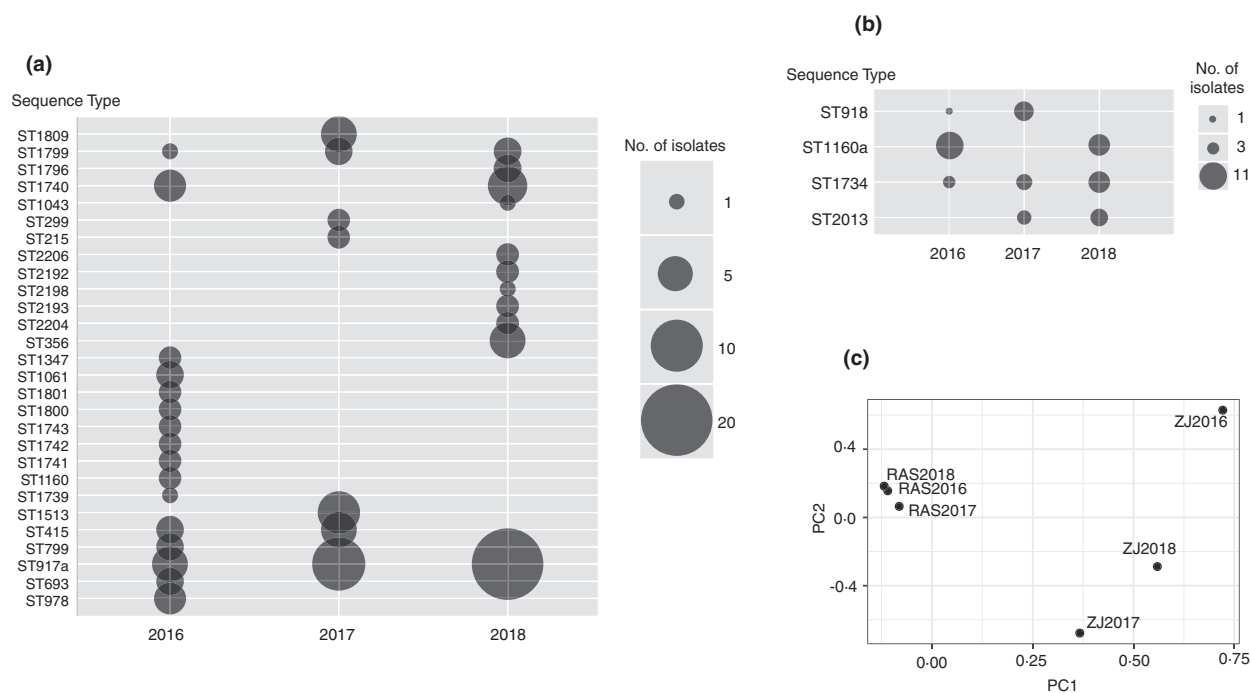 (a)
Sequence Type
ST1809
ST1799
ST1796
ST1740
ST1043
ST299
ST215
ST2206
ST2192
ST2198
ST2193
ST2204
ST356
ST1347
ST1061
ST1801
ST1800
ST1743
ST1742
ST1741
ST1160
ST1739
ST1513
ST415
ST799
ST917a
ST693
ST978
2016 2017 2018
No. of isolates
1
5
10
20
(b)
Sequence Type
ST918
ST1160a
ST1734
ST2013
2016 2017 2018
No. of
isolates
1
3
11
(c)
PC2
0·4
0·0
-0·4
ZJ2016
RAS2018
RAS2016
RAS2017
ZJ2018
ZJ2017
0·00 0·25 0·50 0·75
PC1